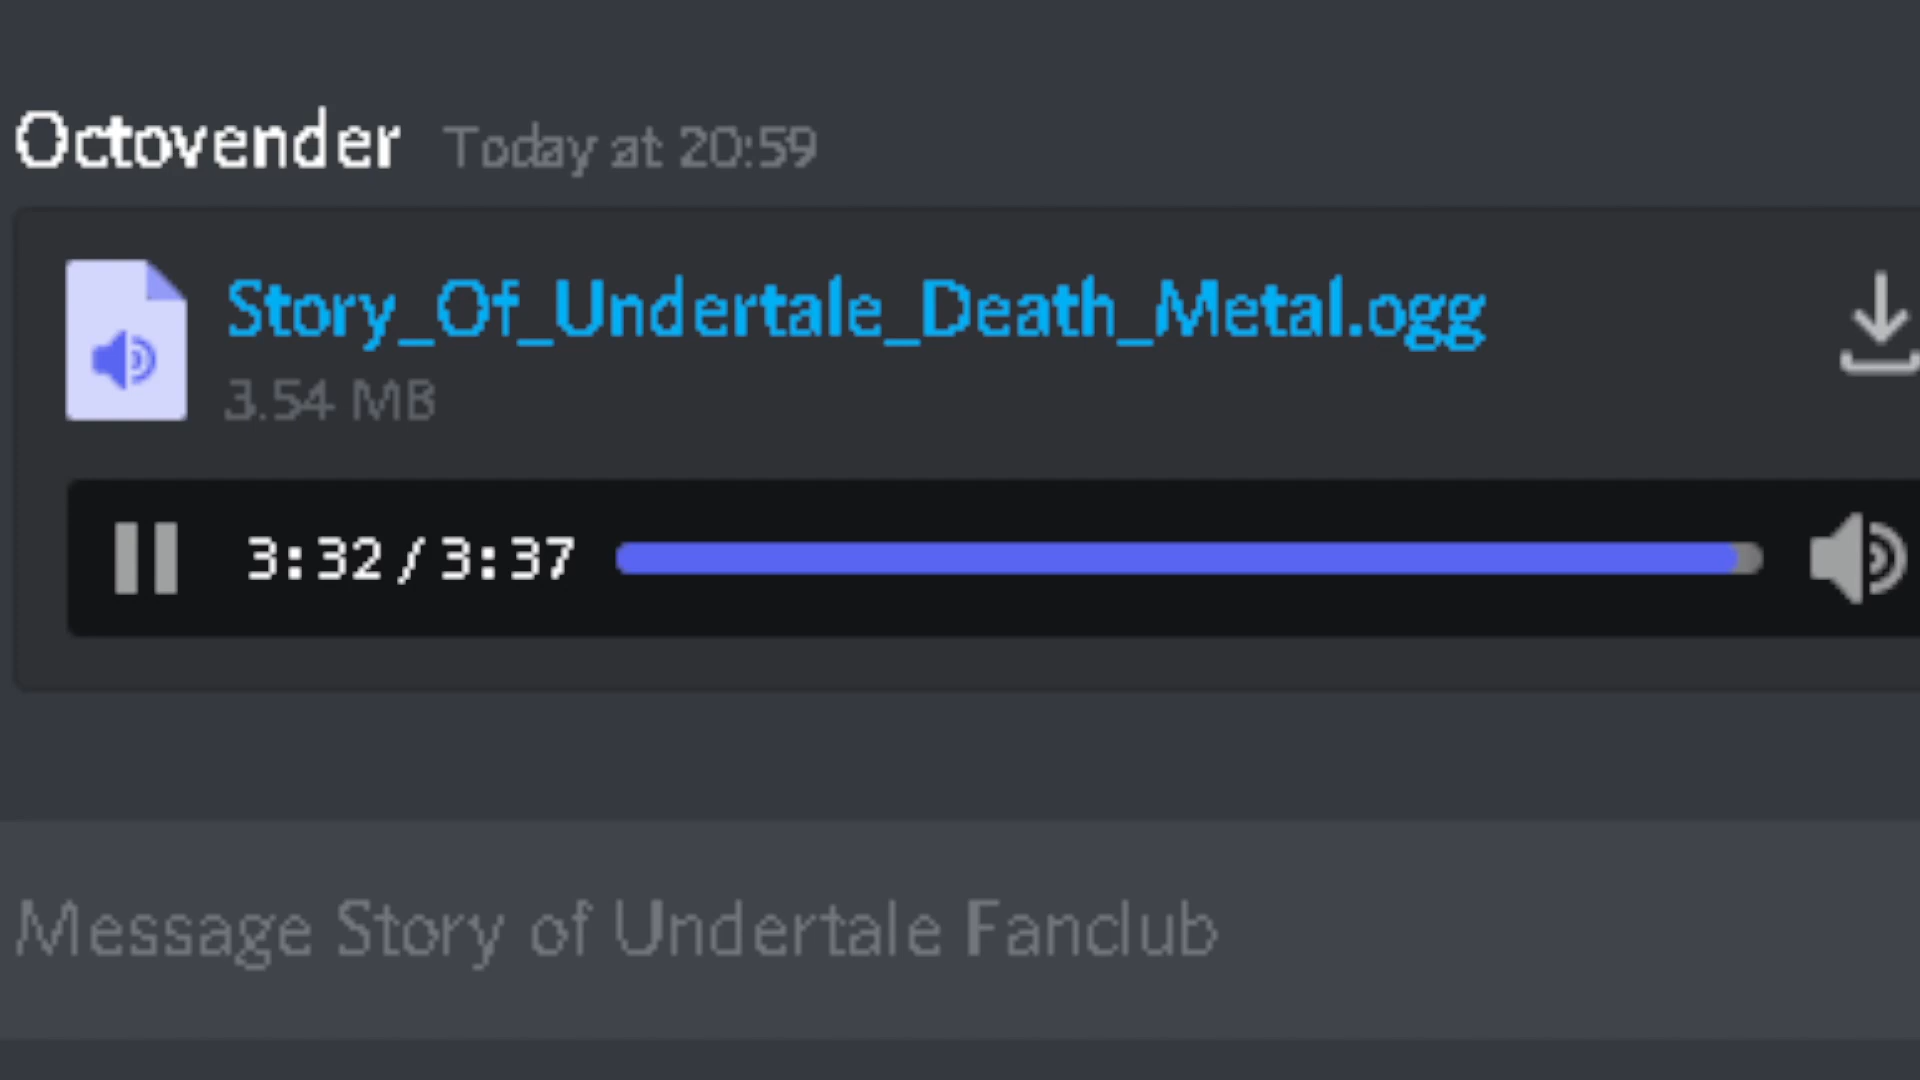 Octovender Today at 20:59
Story_Of_Undertale_Death_Metal.ogg
3.54 MB
3:32/3:37
Message Story of Undertale Fanclub